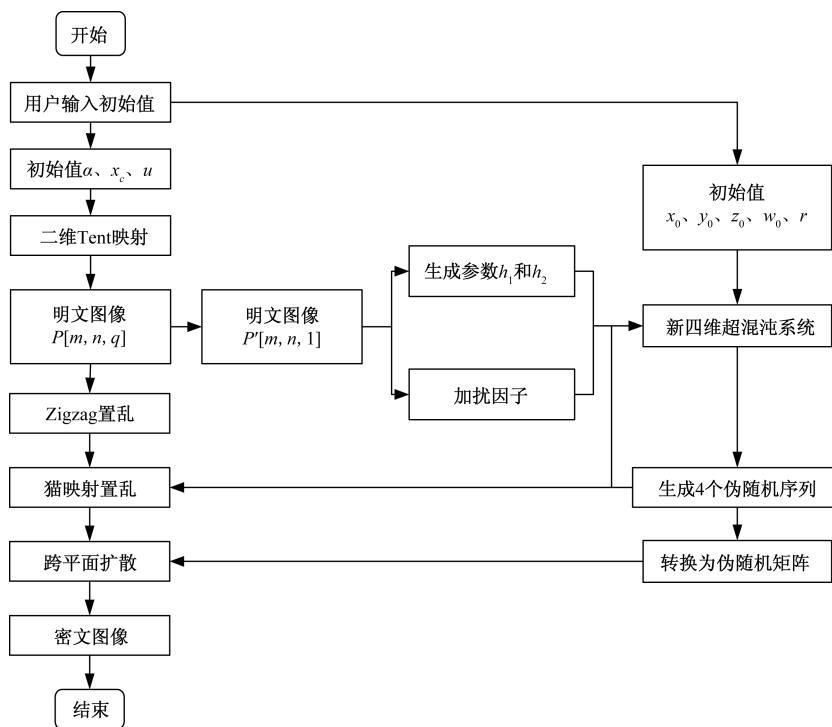 开始
用户输入初始值
初始值α、x_c、u
二维Tent映射
明文图像
P[m, n, q]
明文图像
P′[m, n, 1]
生成参数h₁和h₂
加扰因子
初始值
x₀、y₀、z₀、w₀、r
新四维超混沌系统
Zigzag置乱
猫映射置乱
生成4个伪随机序列
跨平面扩散
转换为伪随机矩阵
密文图像
结束